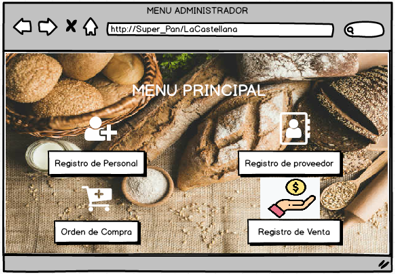 MENU ADMINISTRADOR
http://Super_Pan/LaCastellana
MENU PRINCIPAL
Registro de Personal
Registro de proveedor
Orden de Compra
Registro de Venta